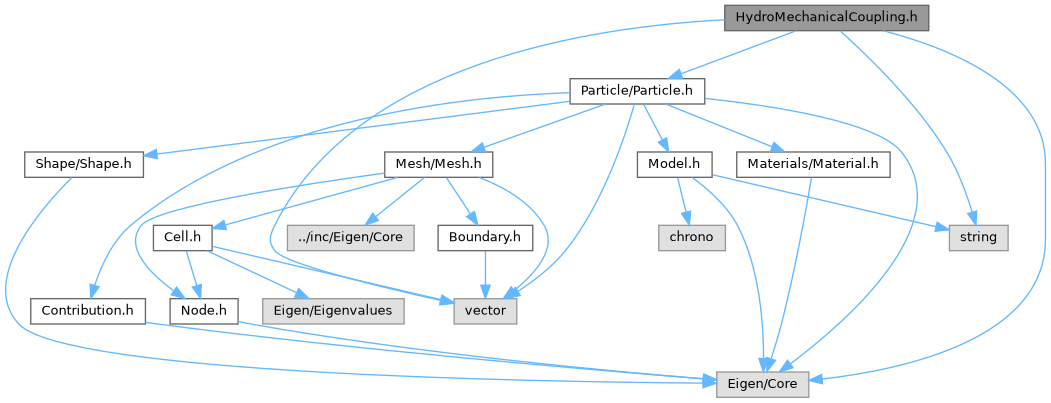 HydroMechanicalCoupling.h
Particle/Particle.h
Shape/Shape.h
Mesh/Mesh.h
Model.h
Materials/Material.h
Cell.h
../inc/Eigen/Core
Boundary.h
chrono
string
Contribution.h
Node.h
Eigen/Eigenvalues
vector
Eigen/Core